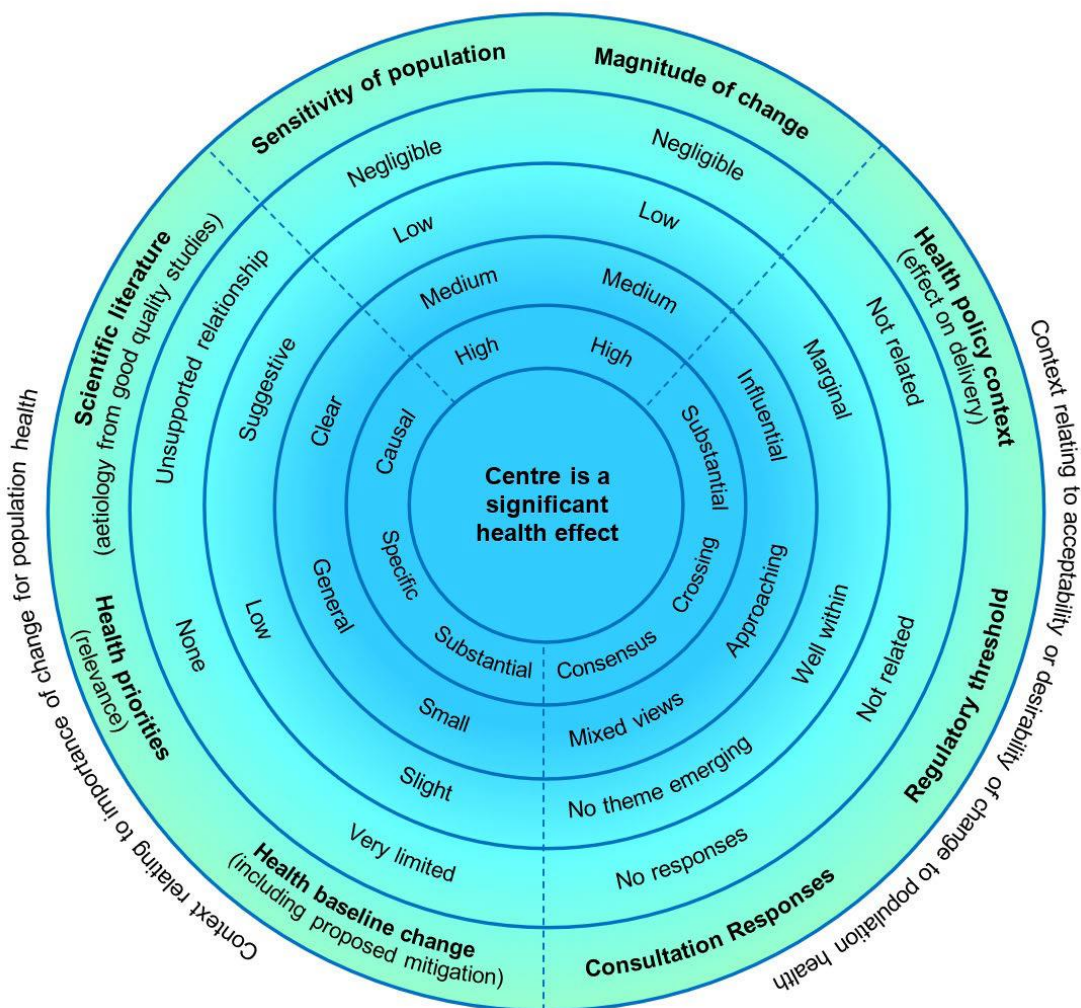 Sensitivity of population
Magnitude of change
Negligible
Negligible
Low
Low
Medium
Medium
High
High
Health policy context
(effect on delivery)
Not related
Marginal
Influential
Substantial
Regulatory threshold
Not related
Well within
Approaching
Crossing
Consultation Responses
No responses
No theme emerging
Mixed views
Consensus
Health baseline change
(including proposed mitigation)
Very limited
Slight
Small
Substantial
Health priorities
(relevance)
None
Low
General
Specific
Scientific literature
(aetiology from good quality studies)
Unsupported relationship
Suggestive
Clear
Causal
Centre is a
significant
health effect
Context relating to importance of change for population health
Context relating to acceptability or desirability of change to population health